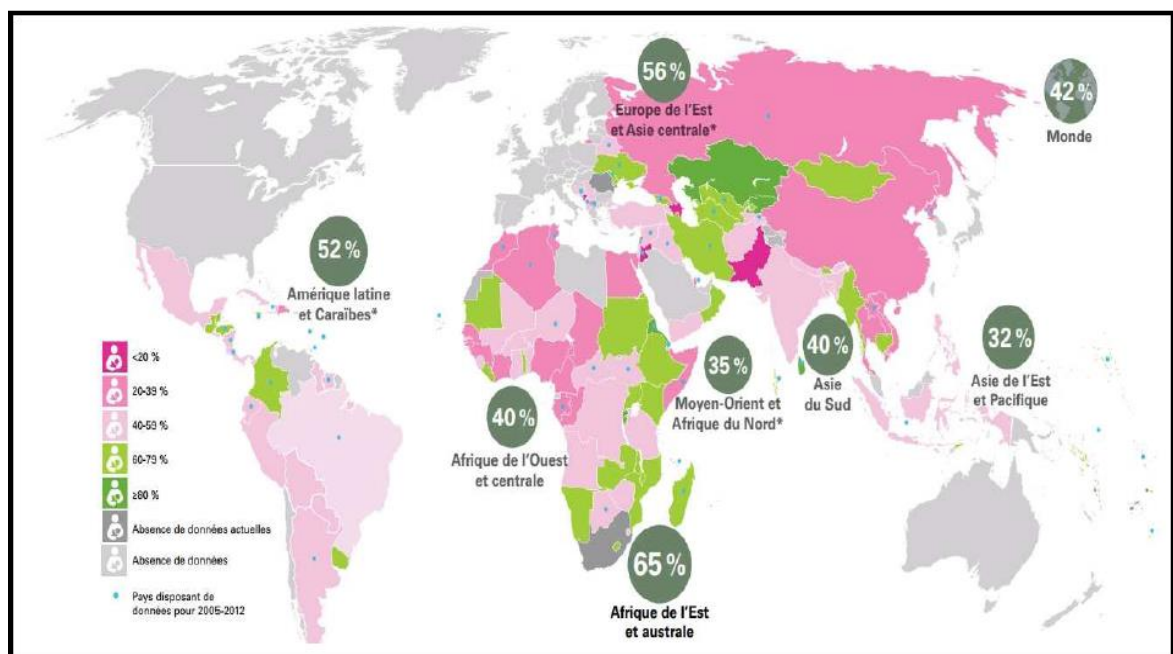 56 %
Europe de l'Est
et Asie centrale*
42 %
Monde
52 %
Amérique latine
et Caraïbes*
40 %
Afrique de l'Ouest
et centrale
35 %
Moyen-Orient et
Afrique du Nord*
40 %
Asie
du Sud
32 %
Asie de l'Est
et Pacifique
65 %
Afrique de l'Est
et australe
<20 %
20-39 %
40-59 %
60-79 %
≥80 %
Absence de données actuelles
Absence de données
Pays disposant de
données pour 2005-2012